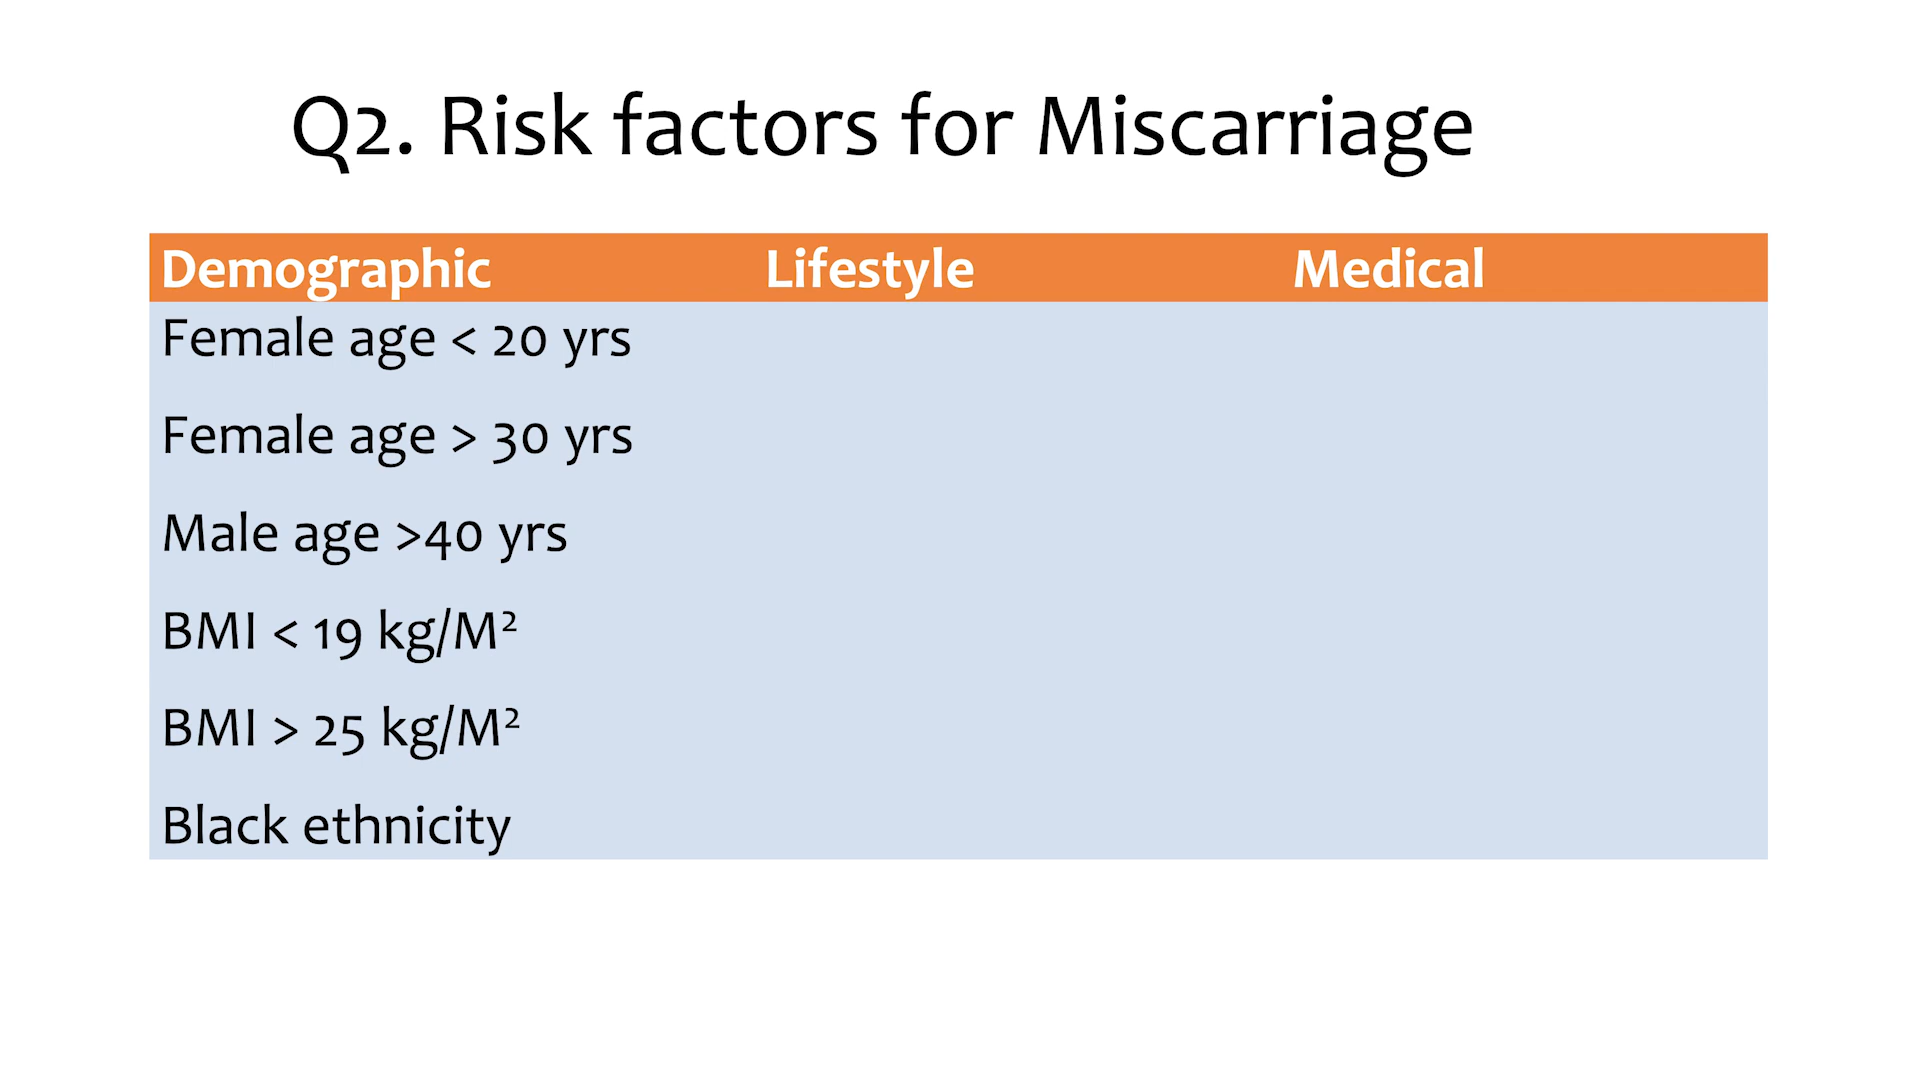 Q2. Risk factors for Miscarriage
Demographic Lifestyle Medical
Female age < 20 yrs
Female age > 30 yrs
Male age >40 yrs
BMI < 19 kg/M²
BMI > 25 kg/M²
Black ethnicity